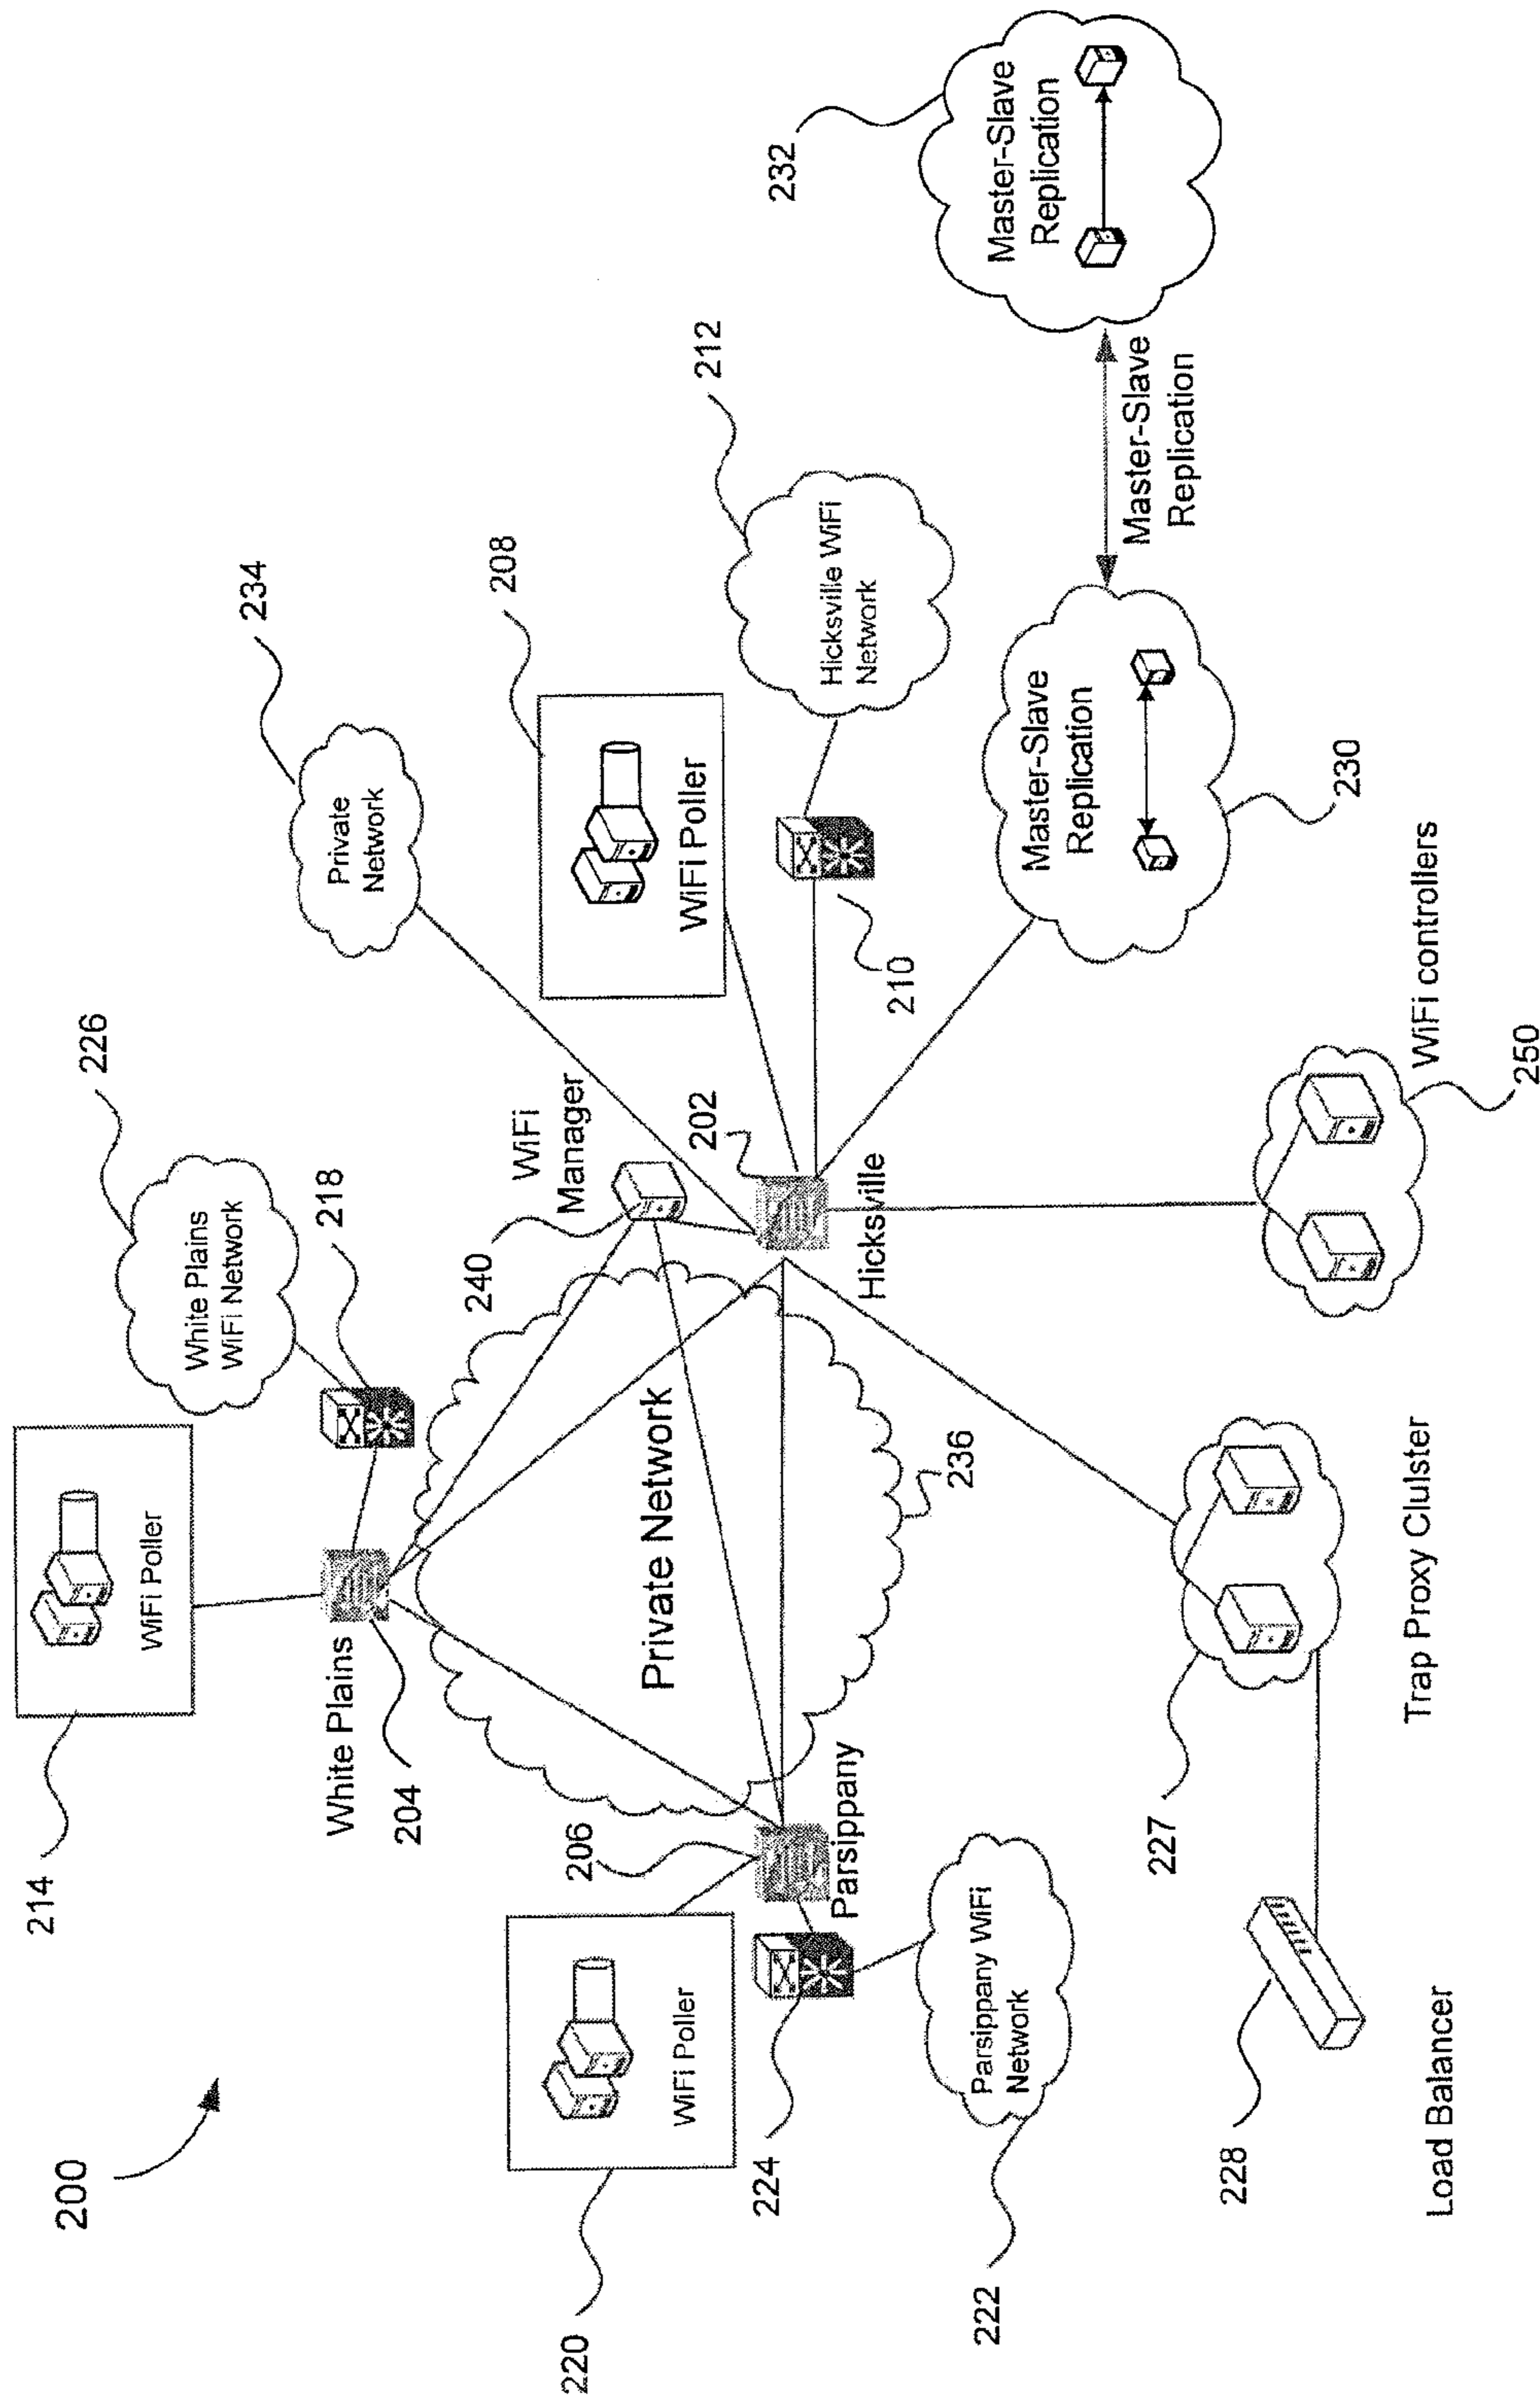 200
214
WiFi Poller
226
White Plains
WiFi Network
218
234
Private
Network
White Plains
204
240
WiFi
Manager
208
WiFi Poller
220
WiFi Poller
206
Private Network
202
212
Hicksville WiFi
Network
232
Master-Slave
Replication
224
Parsippany
Hicksville
210
236
222
Parsippany WiFi
Network
Master-Slave
Replication
Master-Slave
Replication
228
227
230
Load Balancer
Trap Proxy Clulster
WiFi controllers
250